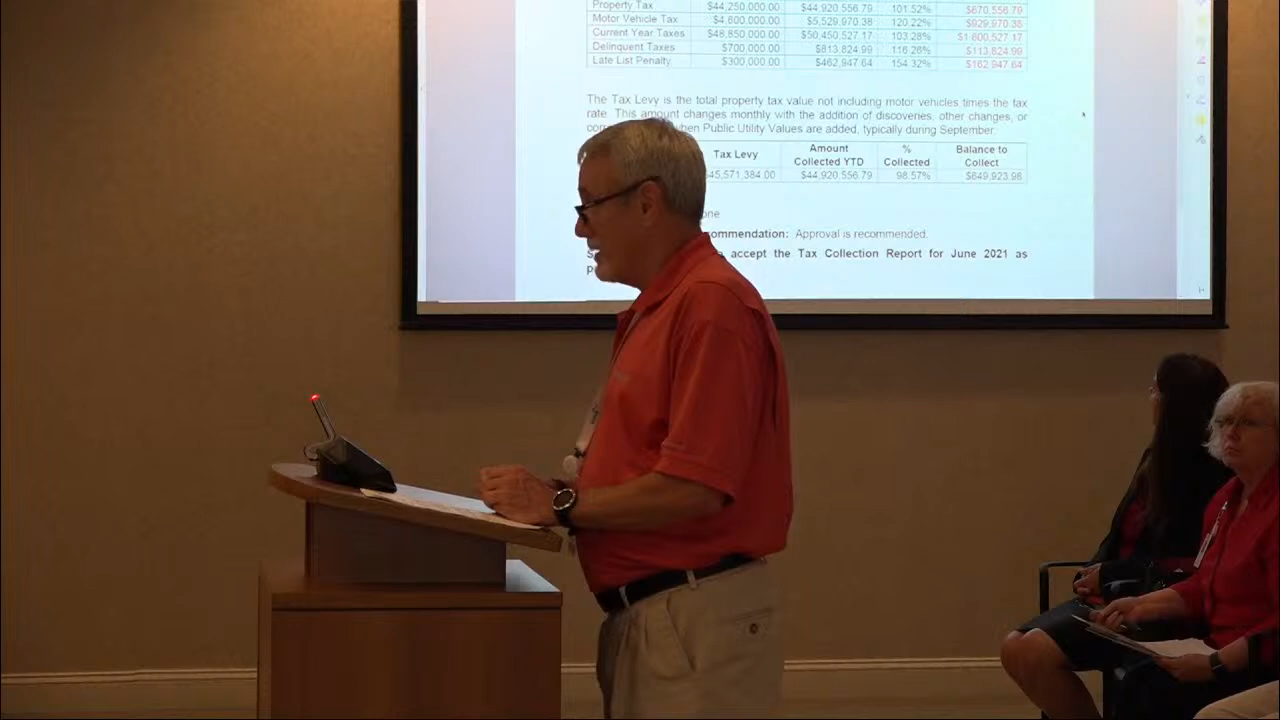 Property Tax $44,250,000.00 $44,920,556.79 101.52% $670,556.79
Motor Vehicle Tax $4,600,000.00 $5,529,970.38 120.22% $929,970.38
Current Year Taxes $48,850,000.00 $50,450,527.17 103.28% $1,600,527.17
Delinquent Taxes $700,000.00 $813,824.99 116.26% $113,824.99
Late List Penalty $300,000.00 $462,947.64 154.32% $162,947.64
The Tax Levy is the total property tax value not including motor vehicles times the tax
rate. This amount changes monthly with the addition of discoveries, other changes, or
when Public Utility Values are added, typically during September.
Tax Levy Amount Collected YTD % Collected Balance to Collect
45,571,384.00 $44,920,556.79 98.57% $649,923.96
one
commendation: Approval is recommended.
accept the Tax Collection Report for June 2021 as